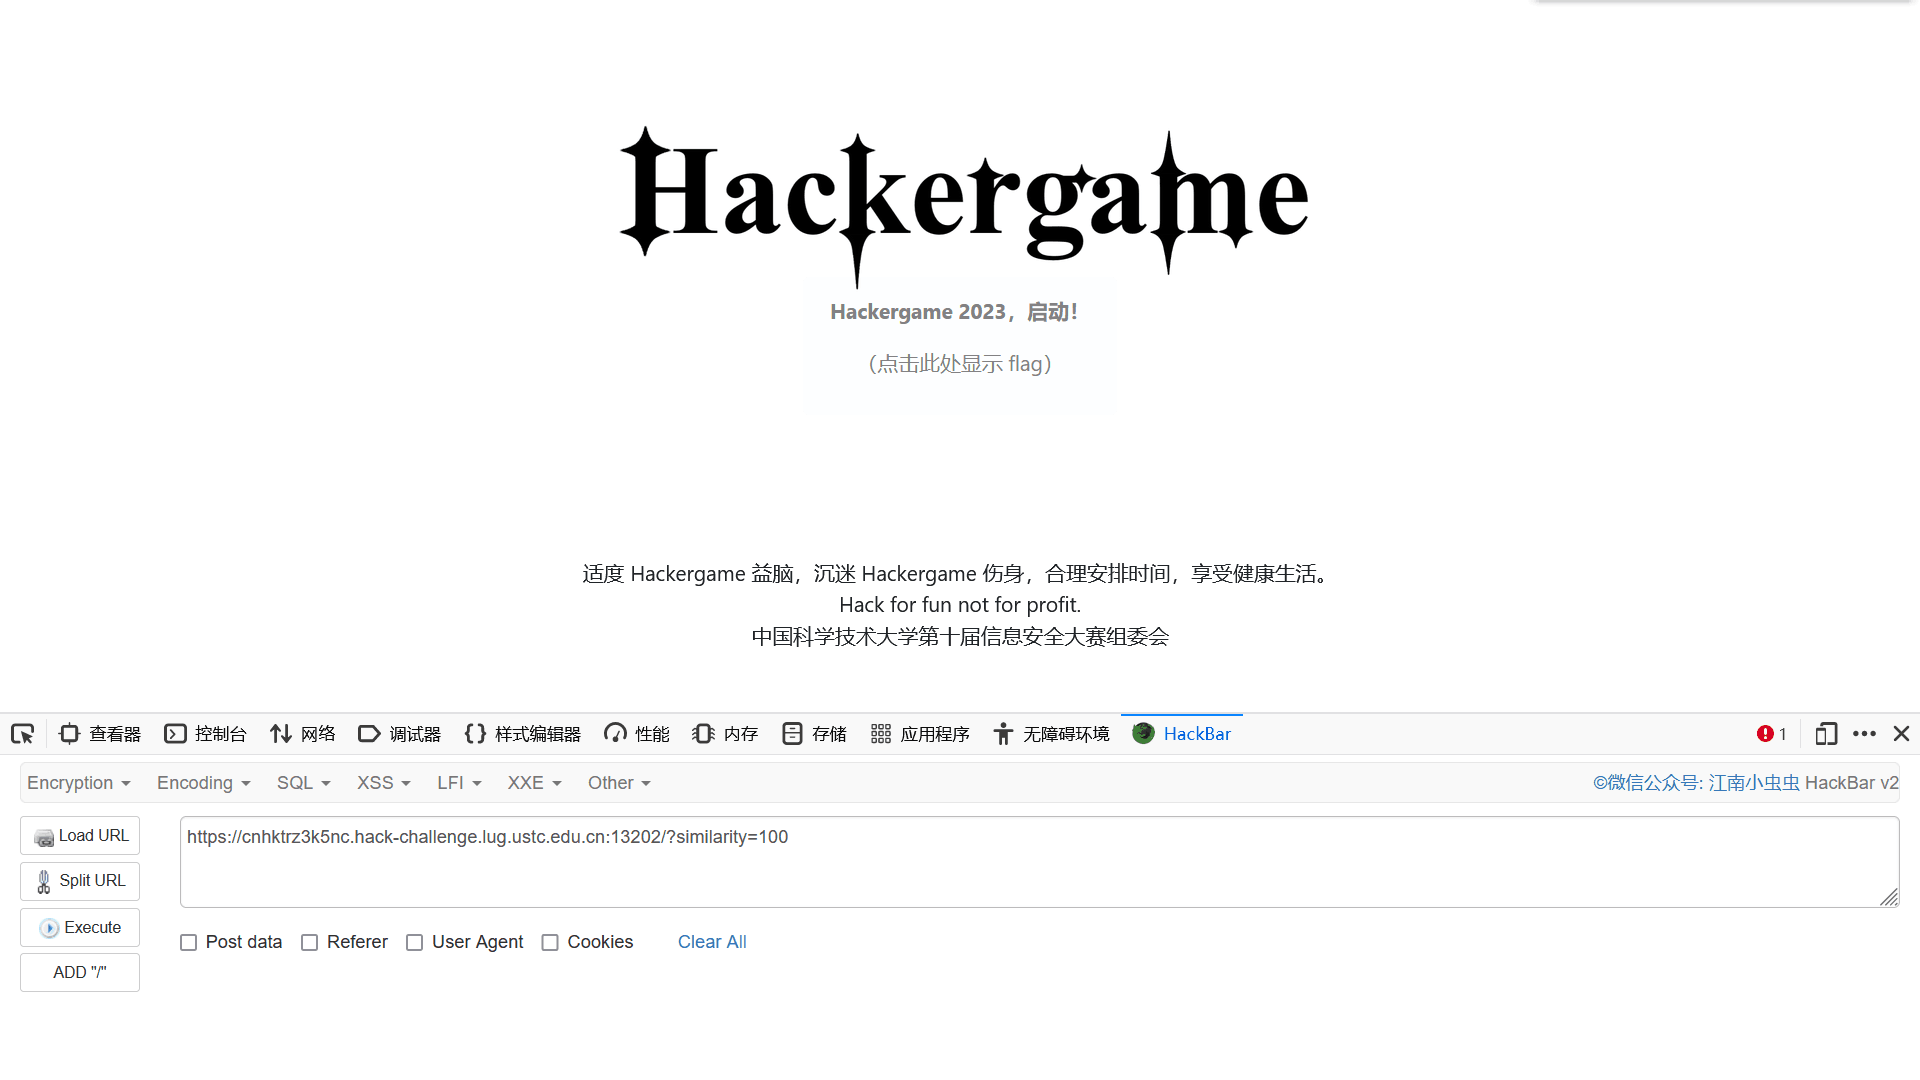 Hackergame
Hackergame 2023，启动！
（点击此处显示 flag）
适度 Hackergame 益脑，沉迷 Hackergame 伤身，合理安排时间，享受健康生活。
Hack for fun not for profit.
中国科学技术大学第十届信息安全大赛组委会
查看器 控制台 网络 调试器 样式编辑器 性能 内存 存储 应用程序 无障碍环境 HackBar 1
Encryption Encoding SQL XSS LFI XXE Other ©微信公众号: 江南小虫虫 HackBar v2
Load URL
https://cnhktrz3k5nc.hack-challenge.lug.ustc.edu.cn:13202/?similarity=100
Split URL
Execute
Post data Referer User Agent Cookies Clear All
ADD "/"